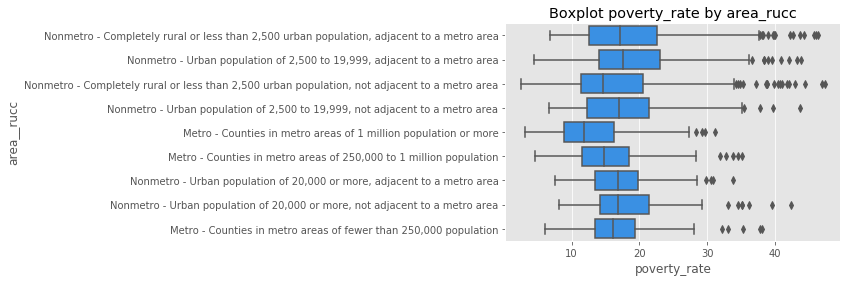 Boxplot poverty_rate by area_rucc
area__rucc
Nonmetro - Completely rural or less than 2,500 urban population, adjacent to a metro area
Nonmetro - Urban population of 2,500 to 19,999, adjacent to a metro area
Nonmetro - Completely rural or less than 2,500 urban population, not adjacent to a metro area
Nonmetro - Urban population of 2,500 to 19,999, not adjacent to a metro area
Metro - Counties in metro areas of 1 million population or more
Metro - Counties in metro areas of 250,000 to 1 million population
Nonmetro - Urban population of 20,000 or more, adjacent to a metro area
Nonmetro - Urban population of 20,000 or more, not adjacent to a metro area
Metro - Counties in metro areas of fewer than 250,000 population
10 20 30 40
poverty_rate